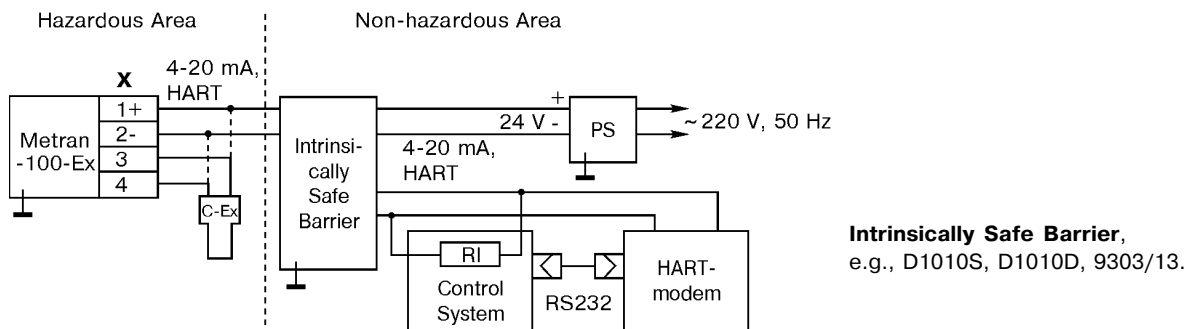 Hazardous Area
Non-hazardous Area
X
4-20 mA,
HART
Metran
-100-Ex
1+
2-
3
4
C-Ex
Intrinsi-
cally
Safe
Barrier
+
24 V -
PS
~ 220 V, 50 Hz
4-20 mA,
HART
RI
Control
System
RS232
HART-
modem
Intrinsically Safe Barrier,
e.g., D1010S, D1010D, 9303/13.